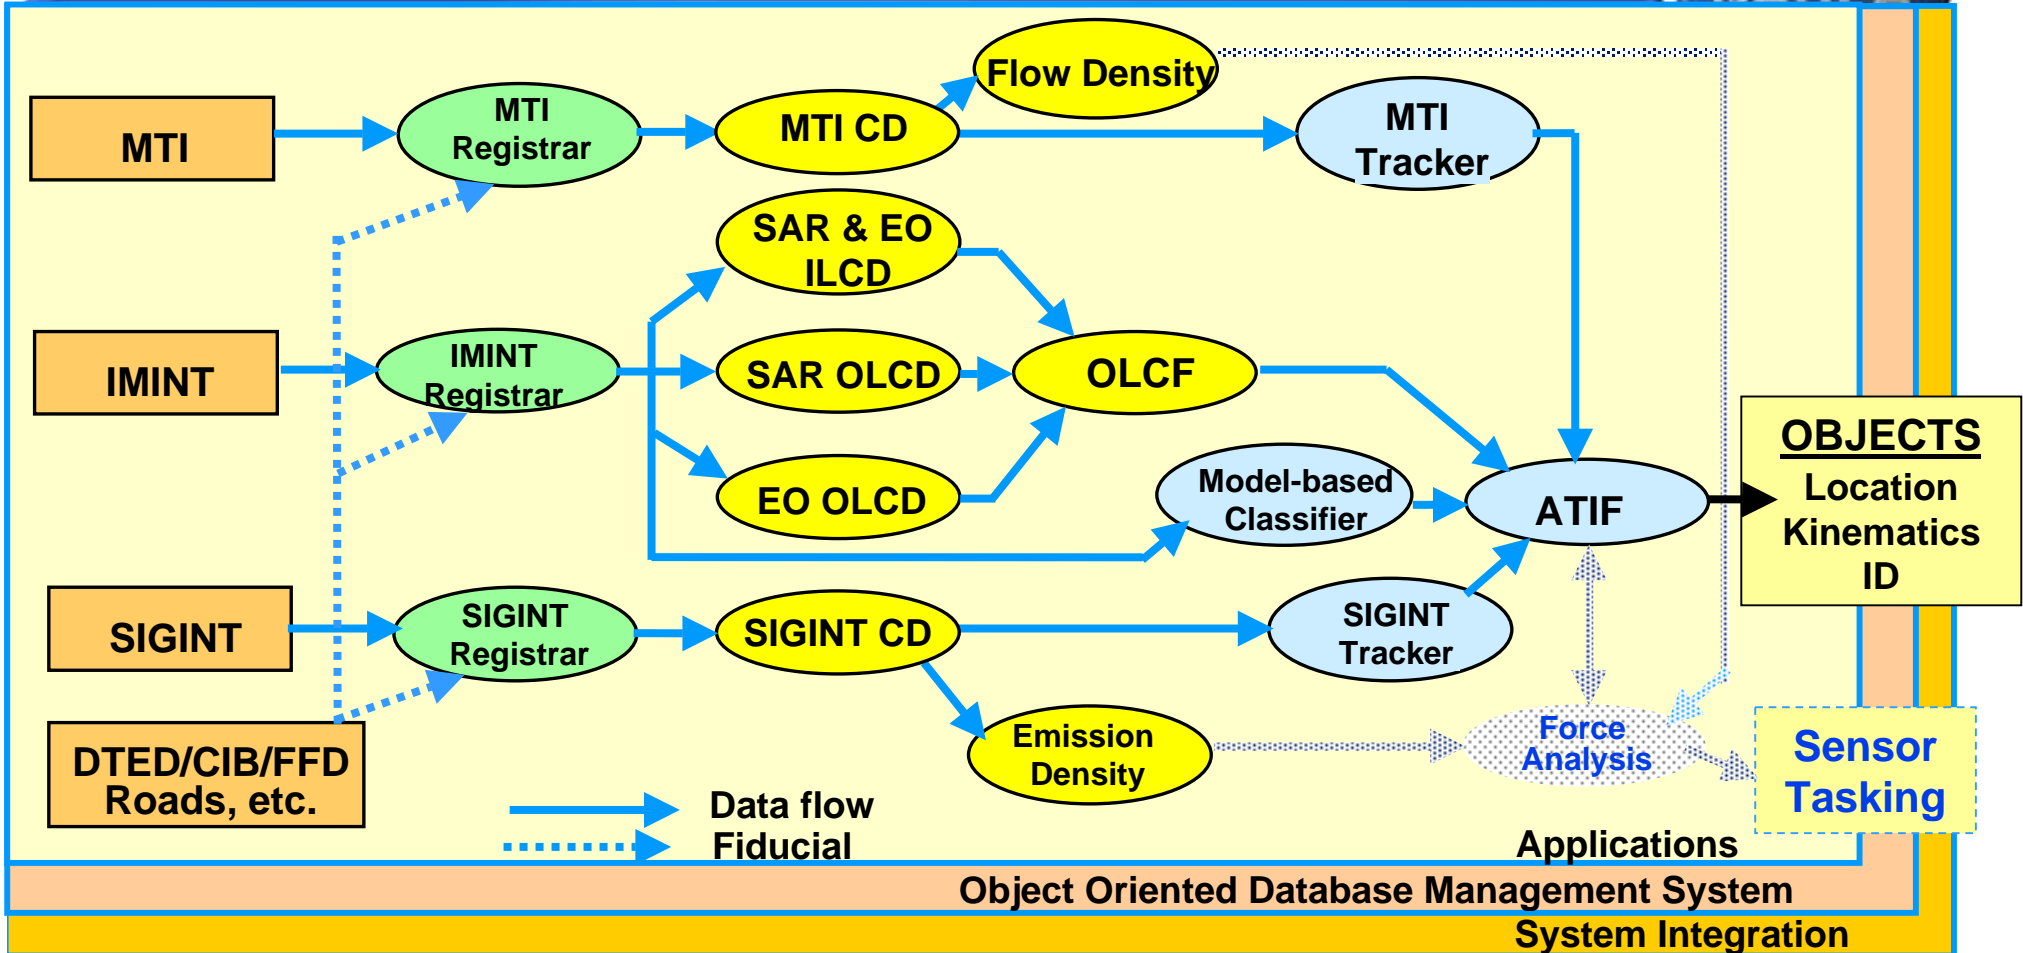 Flow Density
MTI
MTI
Registrar
MTI CD
MTI
Tracker
SAR & EO
ILCD
IMINT
IMINT
Registrar
SAR OLCD
OLCF
EO OLCD
Model-based
Classifier
ATIF
OBJECTS
Location
Kinematics
ID
SIGINT
SIGINT
Registrar
SIGINT CD
SIGINT
Tracker
DTED/CIB/FFD
Roads, etc.
Emission
Density
Force
Analysis
Sensor
Tasking
Data flow
Fiducial
Applications
Object Oriented Database Management System
System Integration